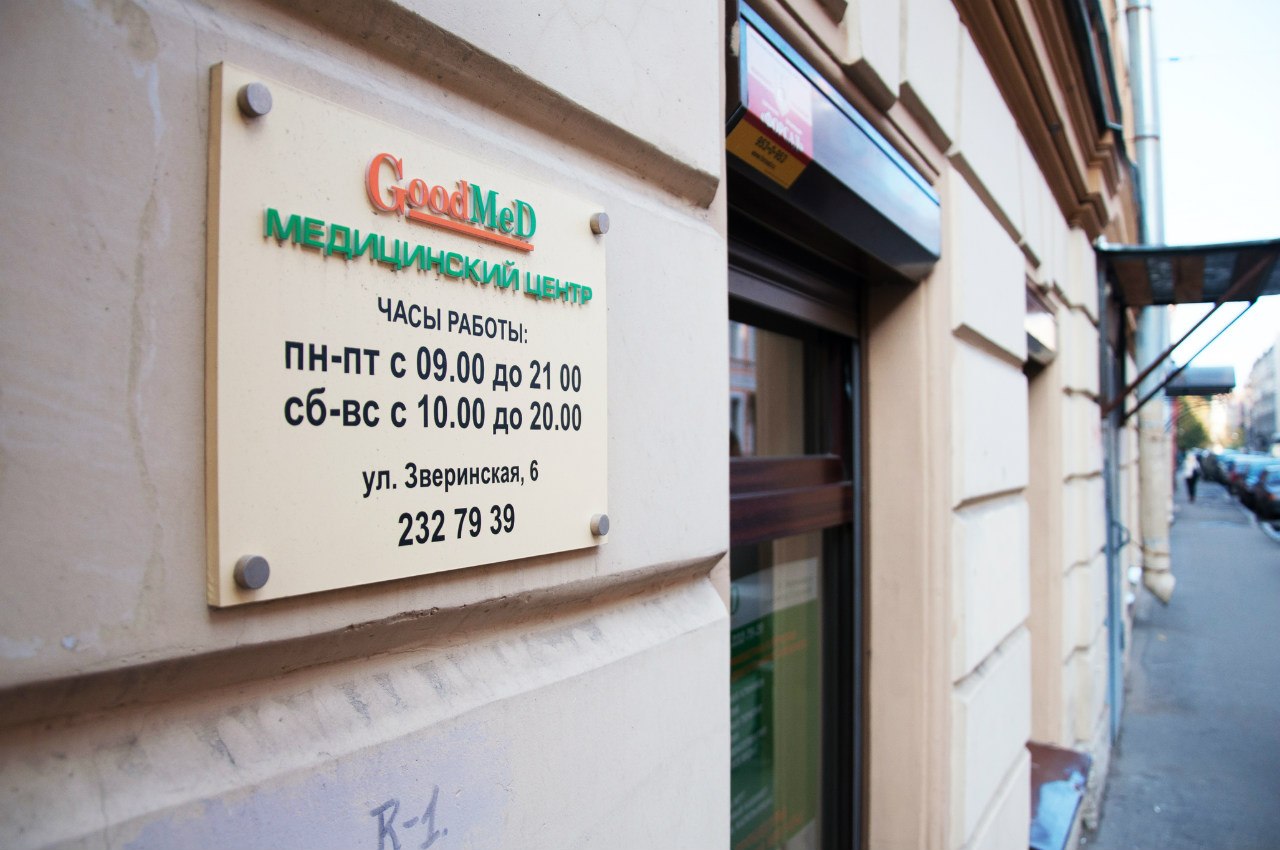 GoodMeD
МЕДИЦИНСКИЙ ЦЕНТР
ЧАСЫ РАБОТЫ:
пн-пт с 09.00 до 21 00
сб-вс с 10.00 до 20.00
ул. Зверинская, 6
232 79 39
R-1.